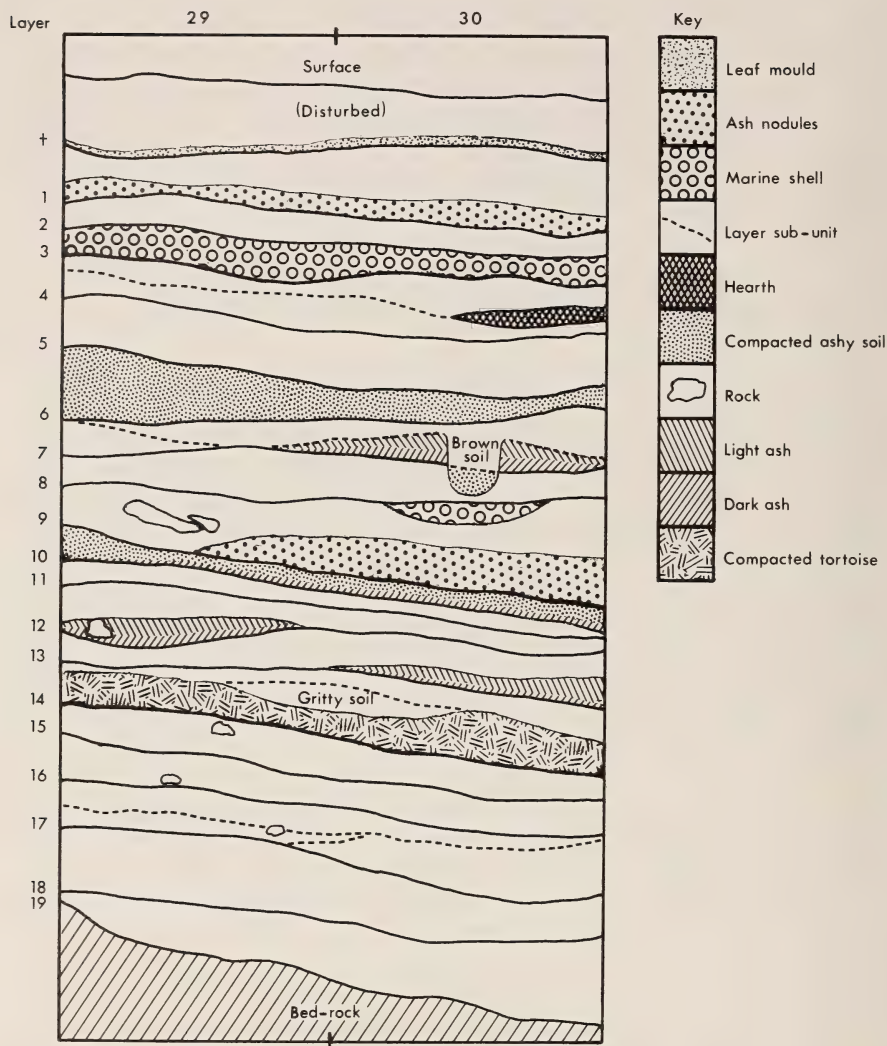 Layer
29
30
Key
Surface
(Disturbed)
†
1
2
3
4
5
6
7
8
9
10
11
12
13
14
15
16
17
18
19
Brown
soil
Gritty soil
Bed-rock
Leaf mould
Ash nodules
Marine shell
Layer sub-unit
Hearth
Compacted ashy soil
Rock
Light ash
Dark ash
Compacted tortoise